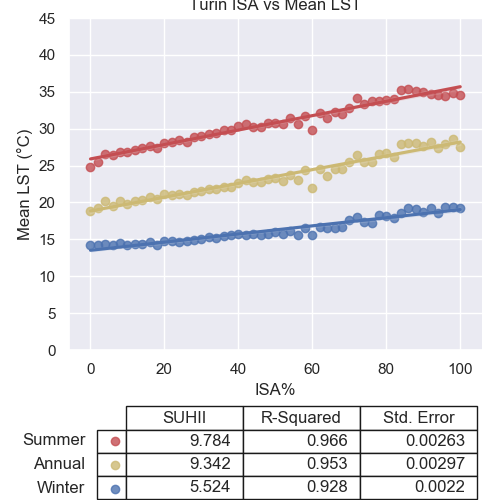 Turin ISA vs Mean LST
45
40
35
30
25
20
15
10
5
0
Mean LST (°C)
0 20 40 60 80 100
ISA%
SUHII R-Squared Std. Error
Summer 9.784 0.966 0.00263
Annual 9.342 0.953 0.00297
Winter 5.524 0.928 0.0022